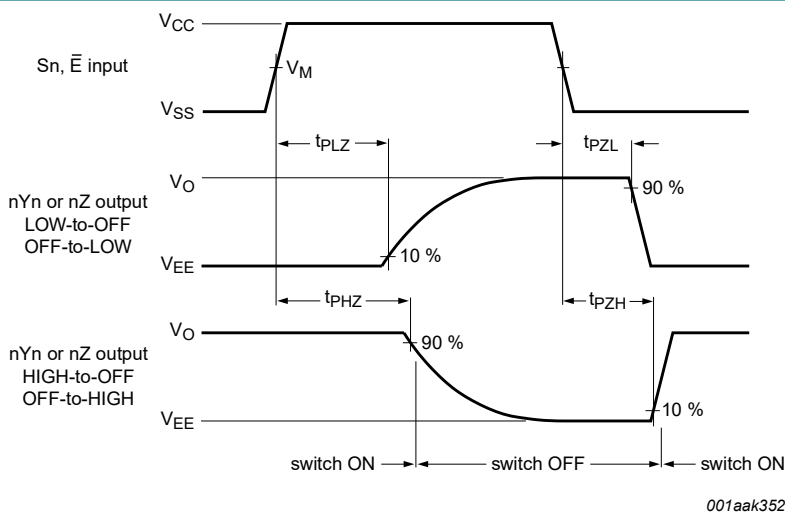 VCC
Sn, E̅ input
VM
VSS
tPLZ
tPZL
VO
90 %
nYn or nZ output
LOW-to-OFF
OFF-to-LOW
10 %
VEE
tPHZ
tPZH
VO
90 %
nYn or nZ output
HIGH-to-OFF
OFF-to-HIGH
10 %
VEE
switch ON
switch OFF
switch ON
001aak352